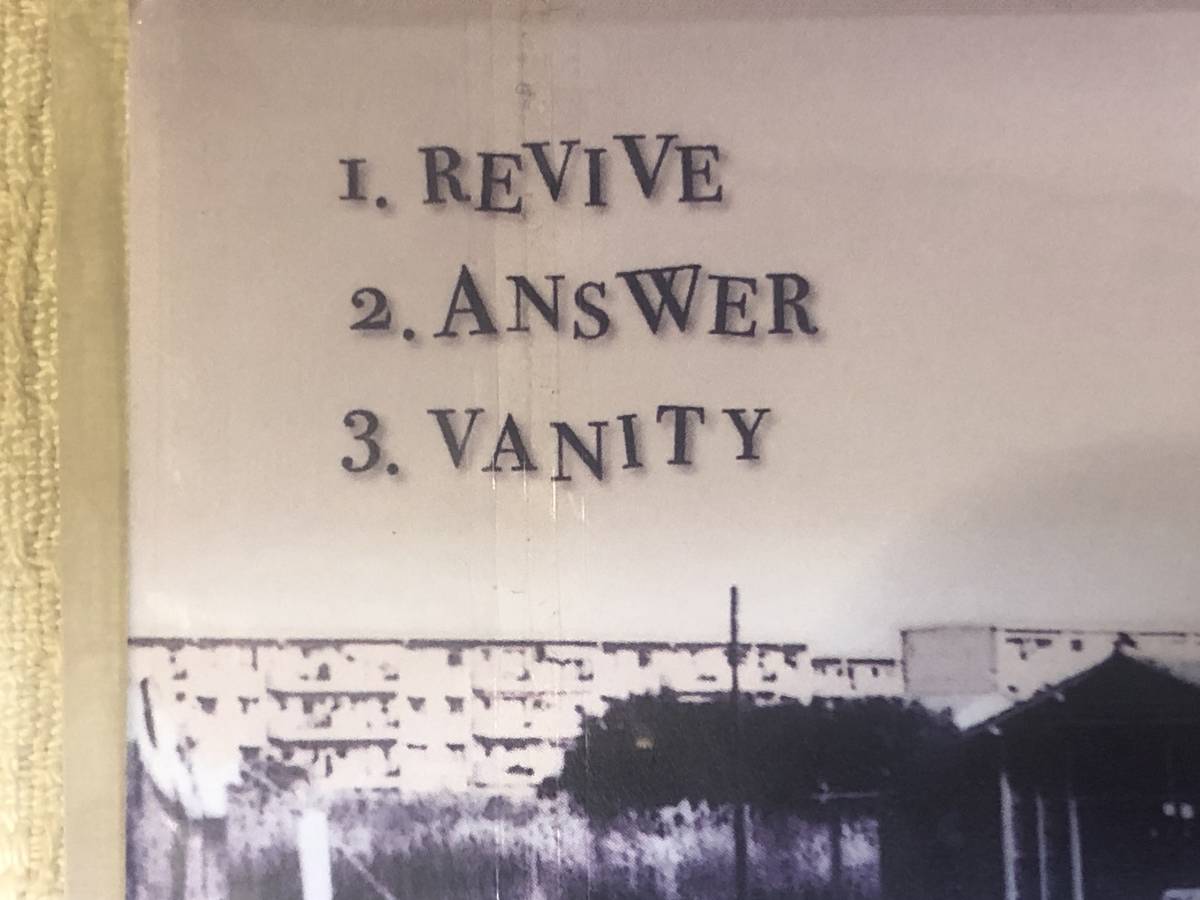 1. REVIVE
2. ANSWER
3. VANITY